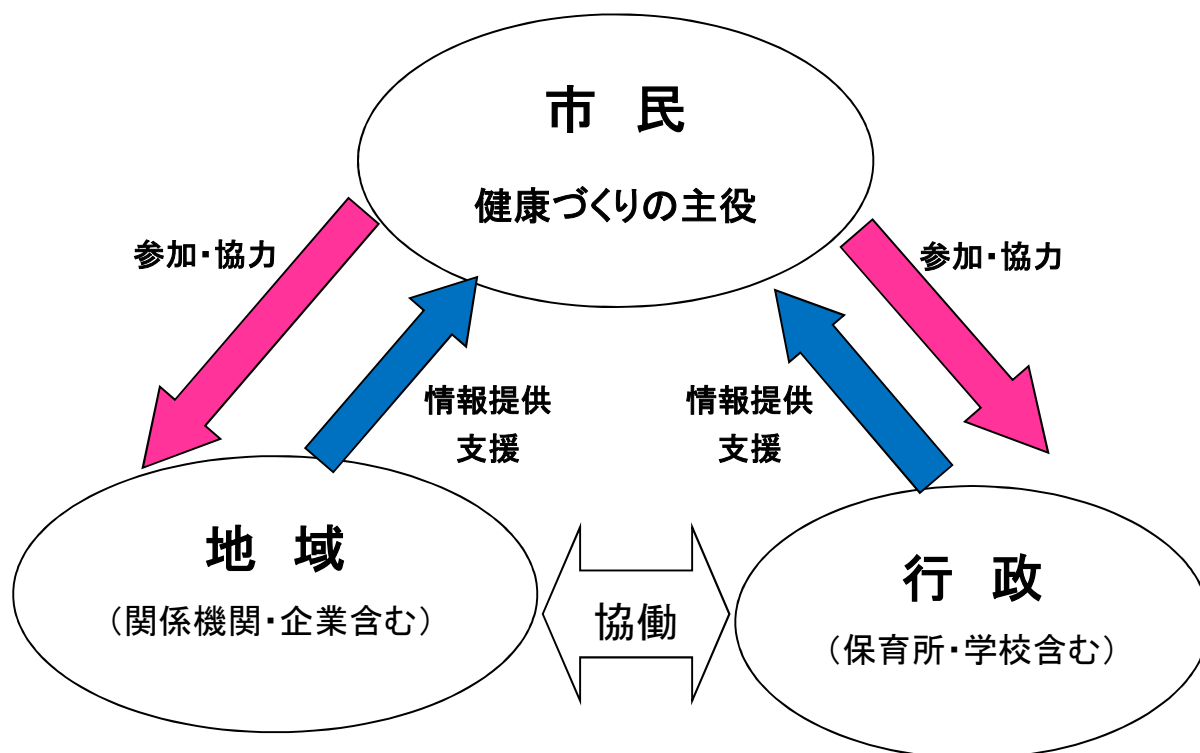 市　民
健康づくりの主役
参加・協力
参加・協力
情報提供
支援
情報提供
支援
地　域
（関係機関・企業含む）
協働
行　政
（保育所・学校含む）